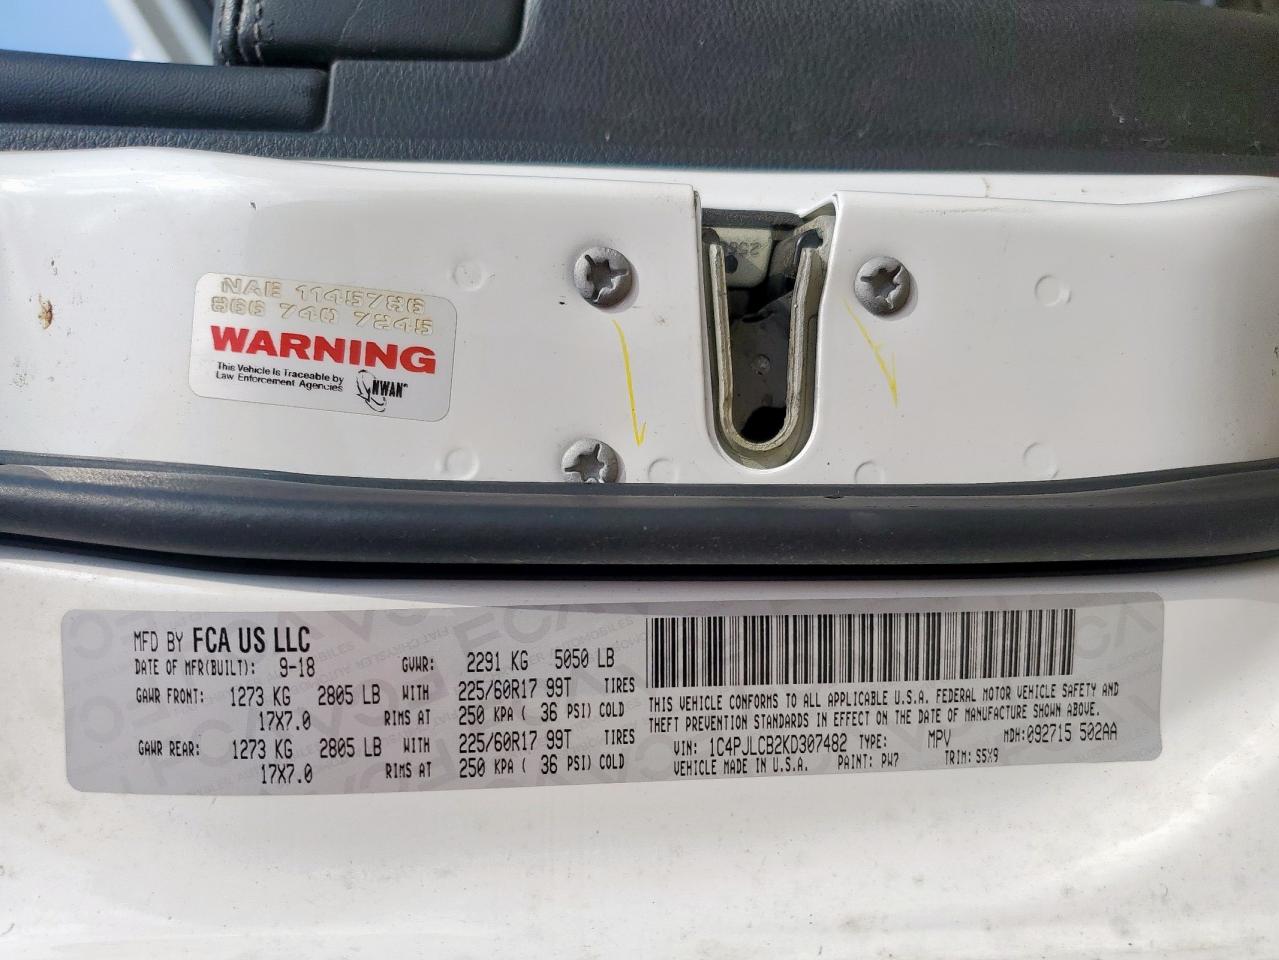 NAE 1145786
866 740 7245
WARNING
This Vehicle is Traceable by
Law Enforcement Agencies
NWAN
MFD BY FCA US LLC
DATE OF MFR(BUILT): 9-18 GVWR: 2291 KG 5050 LB
GAWR FRONT: 1273 KG 2805 LB WITH 225/60R17 99T TIRES
17X7.0 RIMS AT 250 KPA ( 36 PSI) COLD
GAWR REAR: 1273 KG 2805 LB WITH 225/60R17 99T TIRES
17X7.0 RIMS AT 250 KPA ( 36 PSI) COLD
THIS VEHICLE CONFORMS TO ALL APPLICABLE U.S.A. FEDERAL MOTOR VEHICLE SAFETY AND
THEFT PREVENTION STANDARDS IN EFFECT ON THE DATE OF MANUFACTURE SHOWN ABOVE.
VIN: 1C4PJLCB2KD307482 TYPE: MPV MDH: 092715 502AA
VEHICLE MADE IN U.S.A. PAINT: PW7 TRIM: S5X9